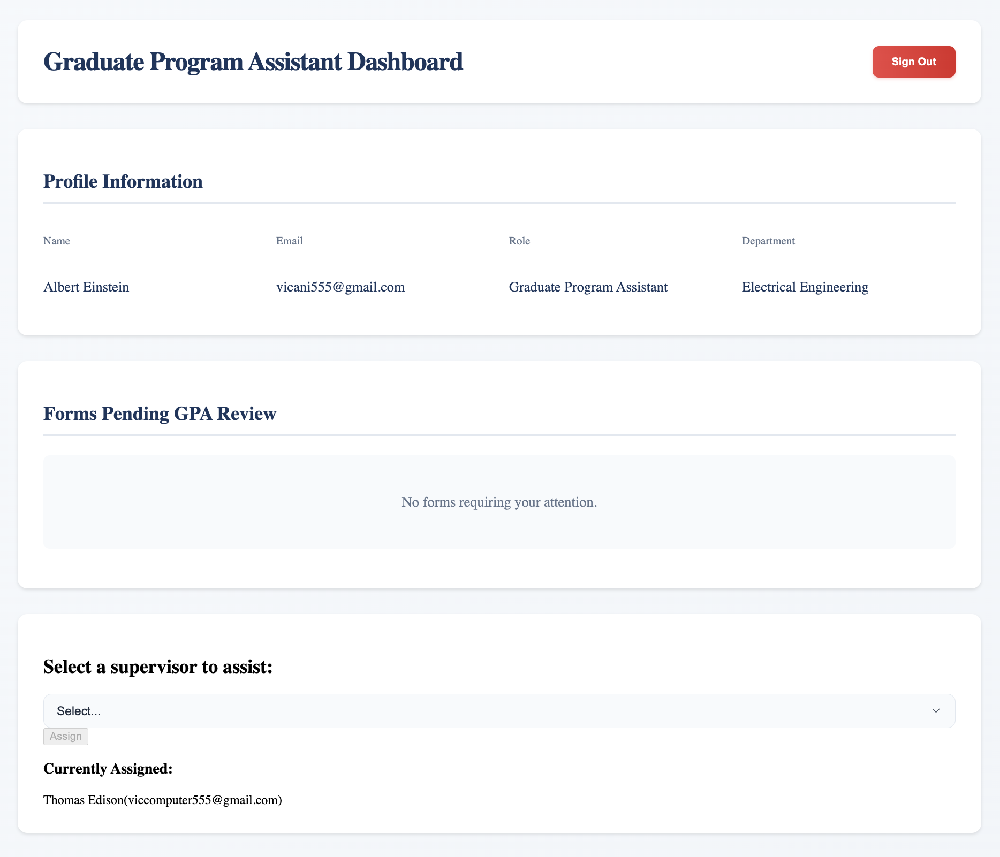 Graduate Program Assistant Dashboard
Sign Out
Profile Information
Name
Email
Role
Department
Albert Einstein
vicani555@gmail.com
Graduate Program Assistant
Electrical Engineering
Forms Pending GPA Review
No forms requiring your attention.
Select a supervisor to assist:
Select...
Assign
Currently Assigned:
Thomas Edison(viccomputer555@gmail.com)